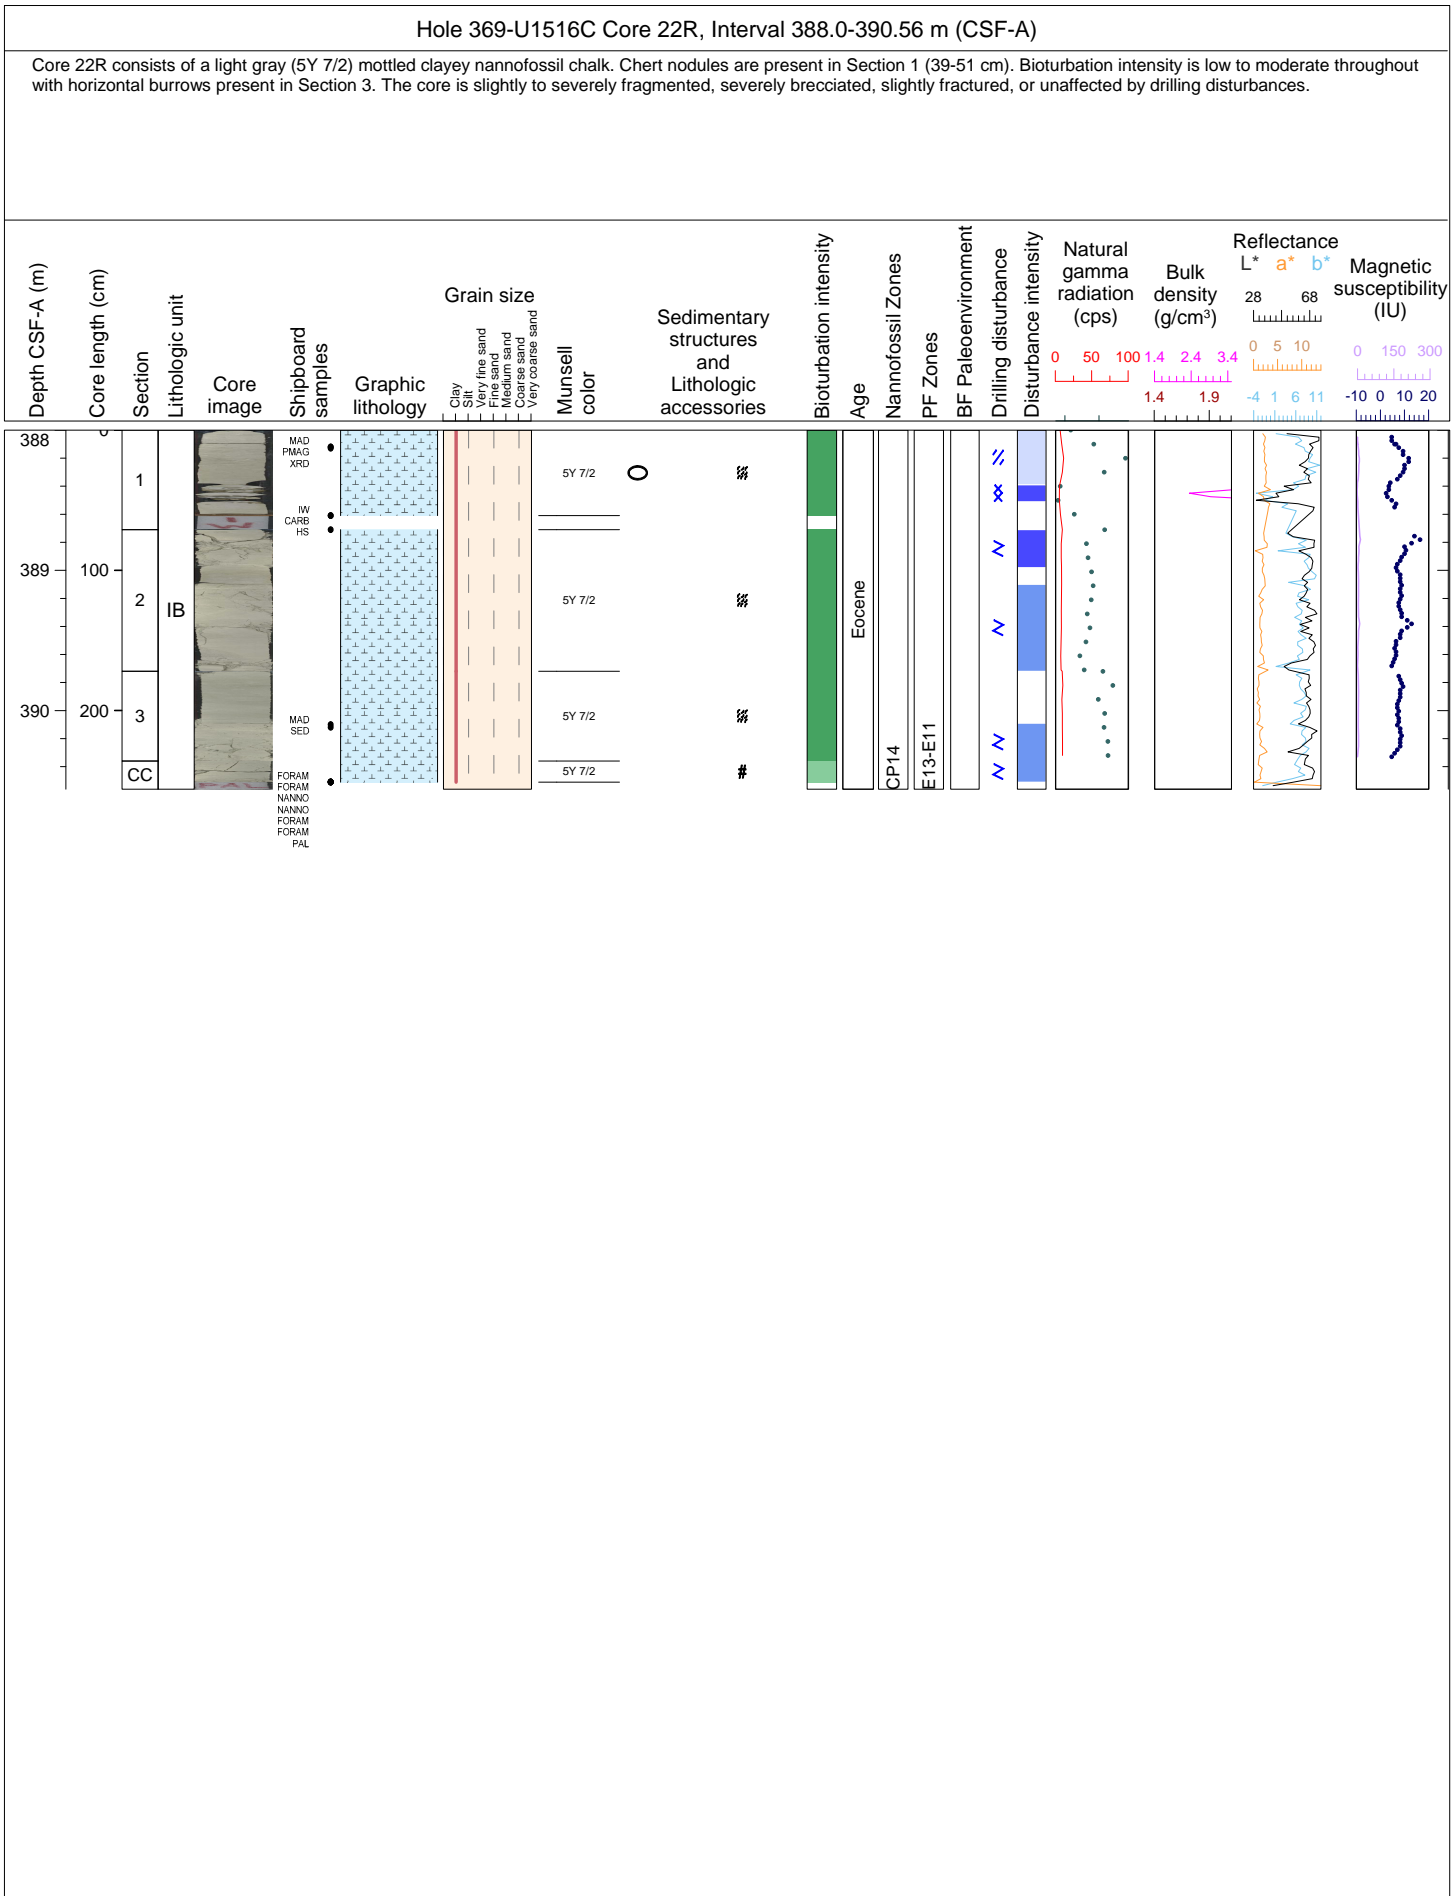 Hole 369-U1516C Core 22R, Interval 388.0-390.56 m (CSF-A)
Core 22R consists of a light gray (5Y 7/2) mottled clayey nannofossil chalk. Chert nodules are present in Section 1 (39-51 cm). Bioturbation intensity is low to moderate throughout
with horizontal burrows present in Section 3. The core is slightly to severely fragmented, severely brecciated, slightly fractured, or unaffected by drilling disturbances.
Depth CSF-A (m)
Core length (cm)
Section
Lithologic unit
Core
image
Shipboard
samples
Graphic
lithology
Grain size
Clay
Silt
Very fine sand
Fine sand
Medium sand
Coarse sand
Very coarse sand
Munsell
color
Sedimentary
structures
and
Lithologic
accessories
Bioturbation intensity
Age
Nannofossil Zones
PF Zones
BF Paleoenvironment
Drilling disturbance
Disturbance intensity
Natural
gamma
radiation
(cps)
0 50 100
Bulk
density
(g/cm³)
1.4 2.4 3.4
1.4 1.9
Reflectance
L* a* b*
28 68
0 5 10
-4 1 6 11
Magnetic
susceptibility
(IU)
0 150 300
-10 0 10 20
388
389
390
0
100
200
1
2
3
CC
IB
MAD
PMAG
XRD
IW
CARB
HS
MAD
SED
FORAM
FORAM
NANNO
NANNO
FORAM
FORAM
PAL
5Y 7/2
5Y 7/2
5Y 7/2
5Y 7/2
Eocene
CP14
E13-E11